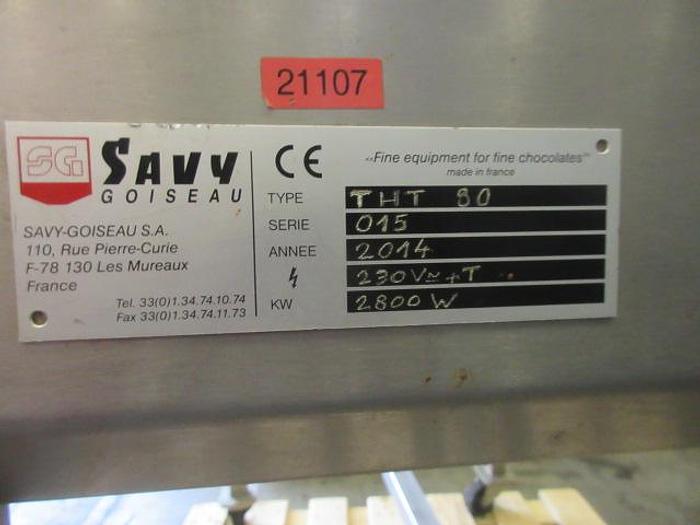 21107
SG SAVY
GOISEAU
SAVY-GOISEAU S.A.
110, Rue Pierre-Curie
F-78 130 Les Mureaux
France
Tel. 33(0)1.34.74.10.74
Fax 33(0)1.34.74.11.73
CE
«Fine equipment for fine chocolates"
made in france
TYPE THT 80
SERIE 015
ANNEE 2014
230V≃+T
KW 2800W